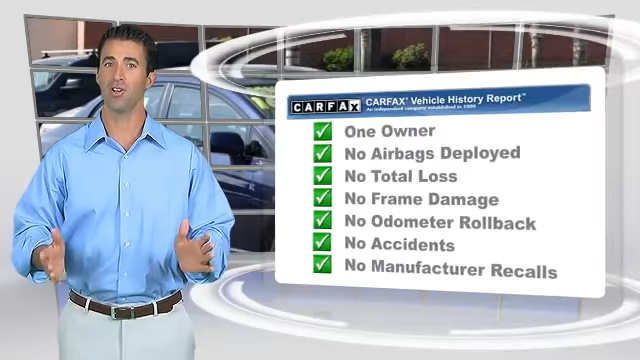 CARFAX CARFAX® Vehicle History Report™
An independent company established in 1986
One Owner
No Airbags Deployed
No Total Loss
No Frame Damage
No Odometer Rollback
No Accidents
No Manufacturer Recalls